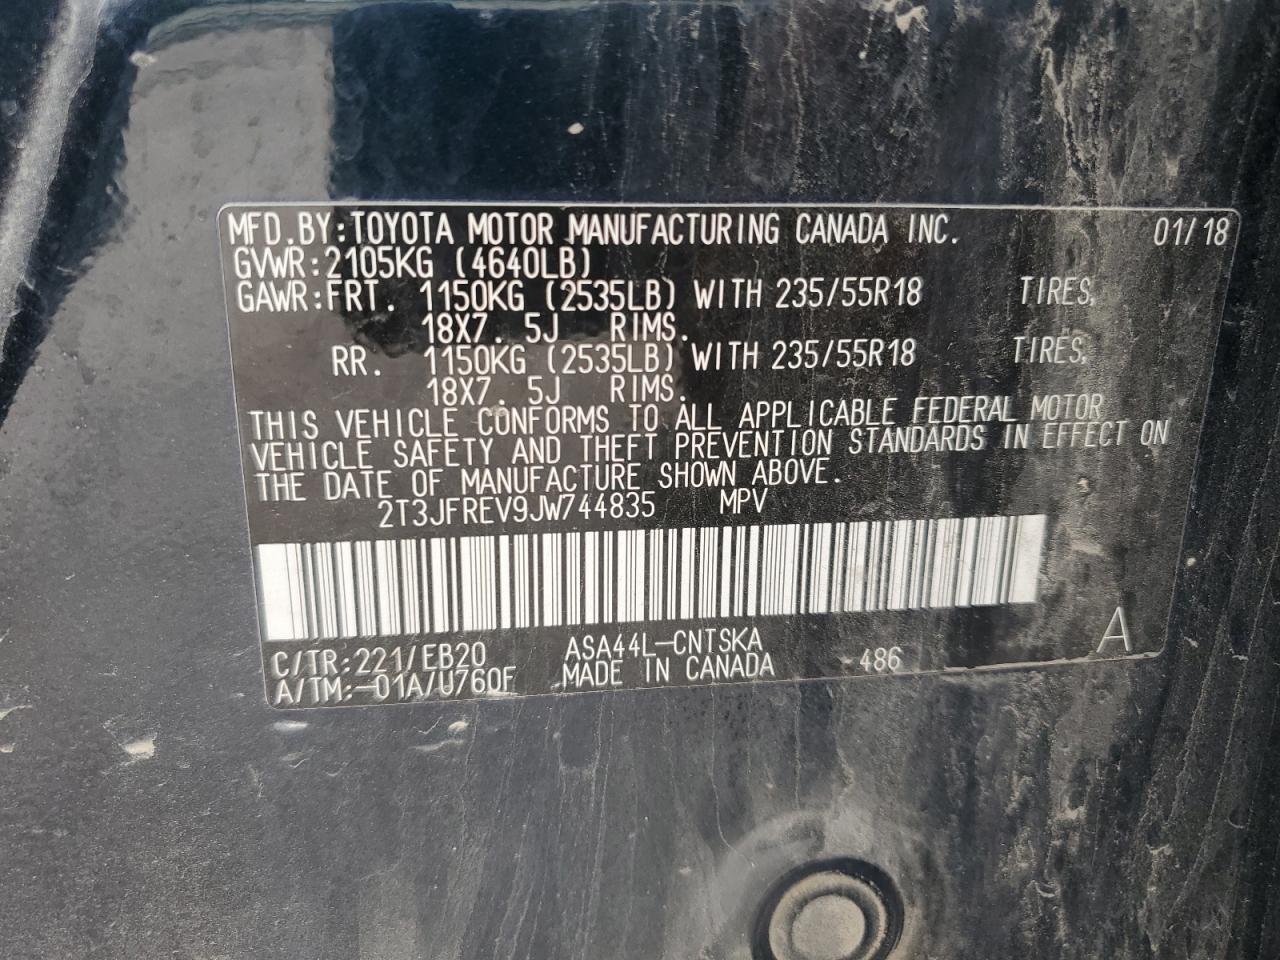 MFD.BY:TOYOTA MOTOR MANUFACTURING CANADA INC. 01/18
GVWR:2105KG (4640LB)
GAWR:FRT. 1150KG (2535LB) WITH 235/55R18 TIRES,
18X7.5J RIMS.
RR. 1150KG (2535LB) WITH 235/55R18 TIRES,
18X7.5J RIMS.
THIS VEHICLE CONFORMS TO ALL APPLICABLE FEDERAL MOTOR
VEHICLE SAFETY AND THEFT PREVENTION STANDARDS IN EFFECT ON
THE DATE OF MANUFACTURE SHOWN ABOVE.
2T3JFREV9JW744835 MPV
C/TR:221/EB20 ASA44L-CNTSKA A
A/TM:-01A/U760F MADE IN CANADA 486